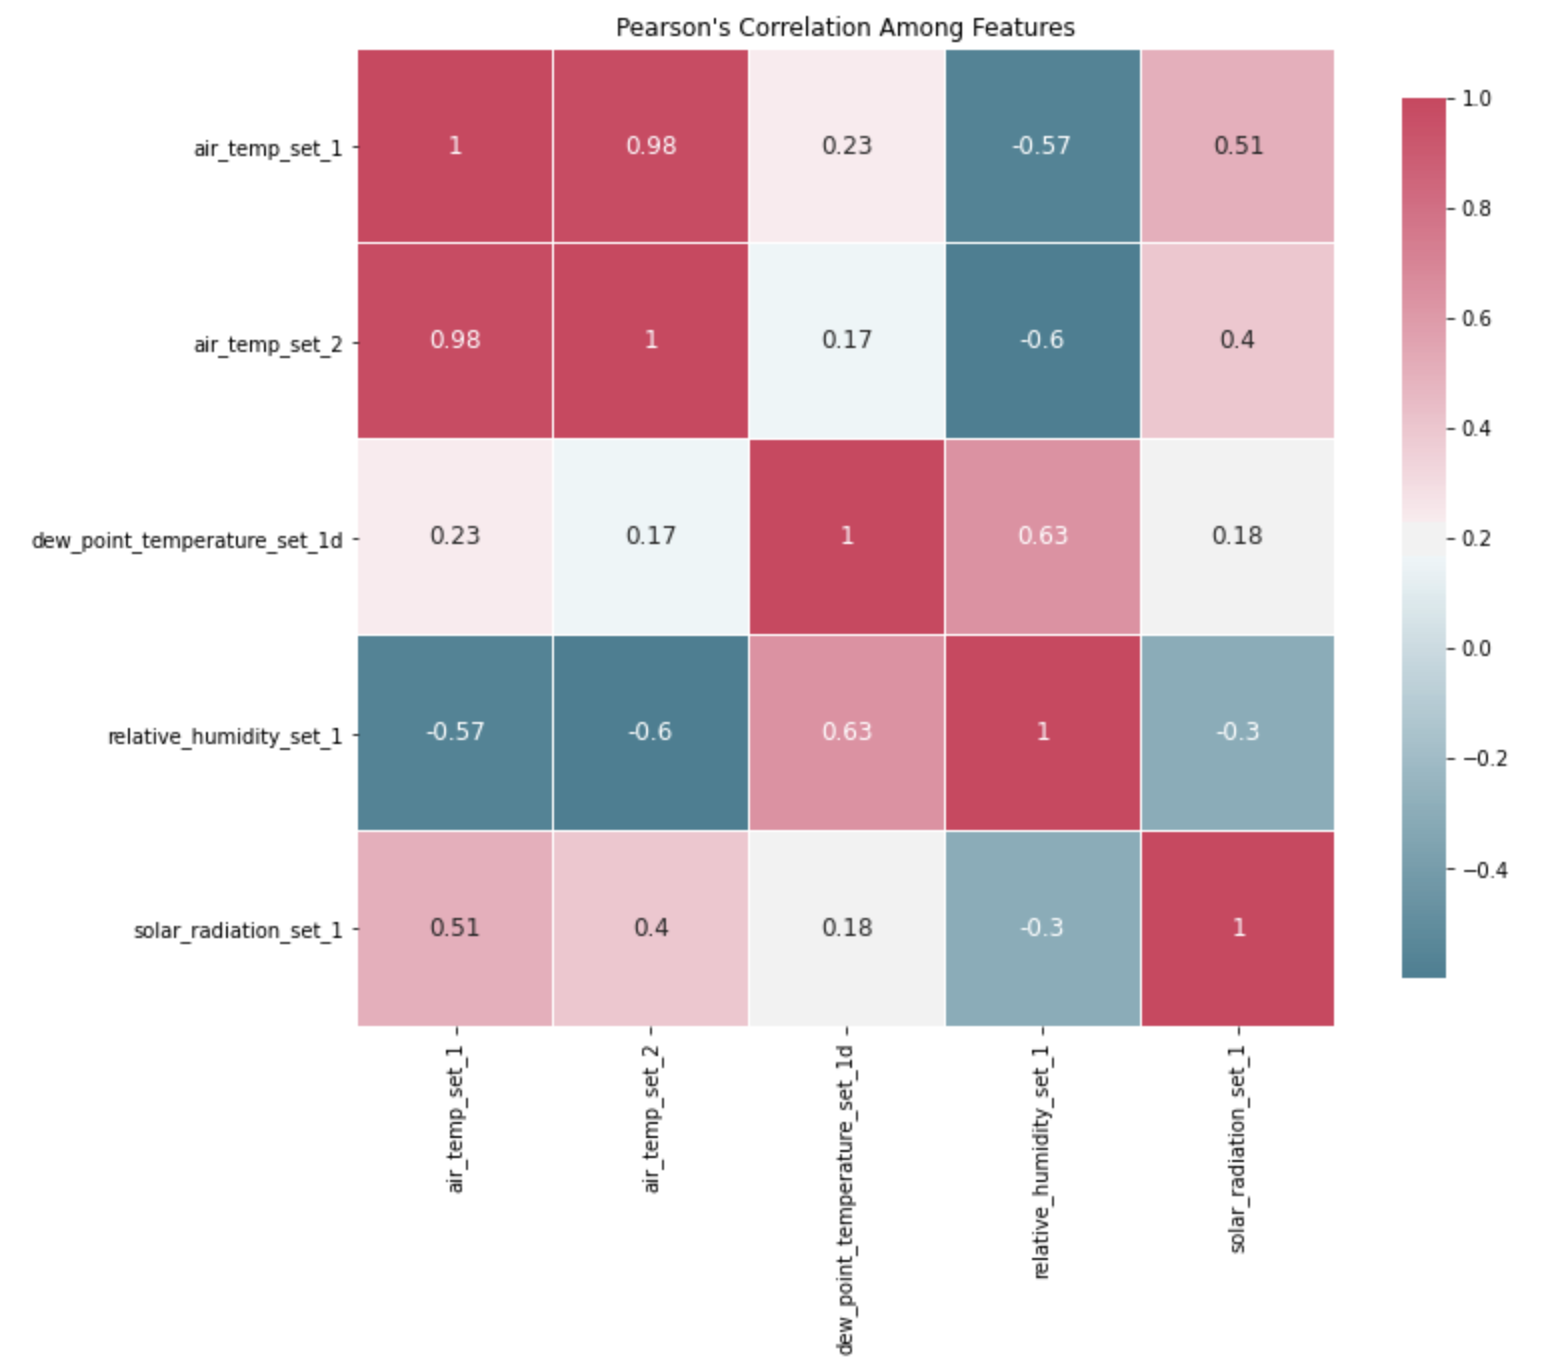 Pearson's Correlation Among Features
air_temp_set_1 1 0.98 0.23 -0.57 0.51
air_temp_set_2 0.98 1 0.17 -0.6 0.4
dew_point_temperature_set_1d 0.23 0.17 1 0.63 0.18
relative_humidity_set_1 -0.57 -0.6 0.63 1 -0.3
solar_radiation_set_1 0.51 0.4 0.18 -0.3 1
air_temp_set_1
air_temp_set_2
dew_point_temperature_set_1d
relative_humidity_set_1
solar_radiation_set_1
1.0
0.8
0.6
0.4
0.2
0.0
−0.2
−0.4